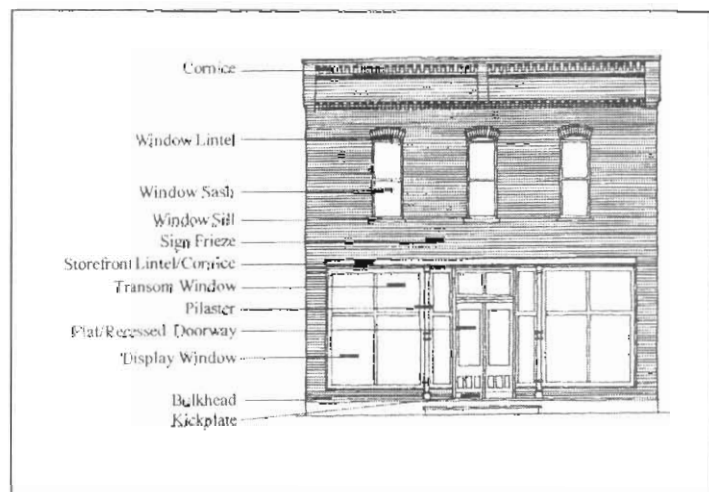 Cornice
Window Lintel
Window Sash
Window Sill
Sign Frieze
Storefront Lintel/Cornice
Transom Window
Pilaster
Flat/Recessed Doorway
Display Window
Bulkhead
Kickplate